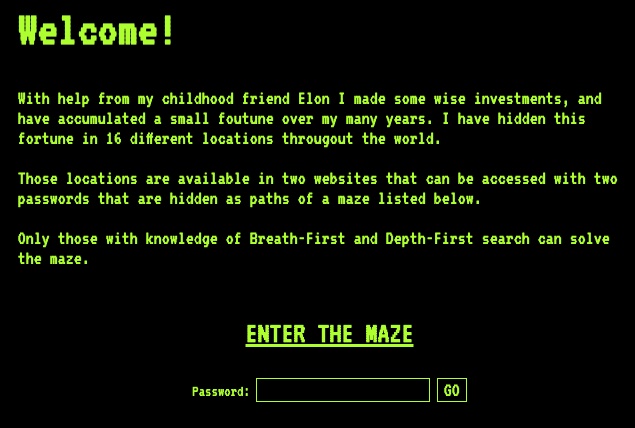 Welcome!
With help from my childhood friend Elon I made some wise investments, and
have accumulated a small foutune over my many years. I have hidden this
fortune in 16 different locations througout the world.
Those locations are available in two websites that can be accessed with two
passwords that are hidden as paths of a maze listed below.
Only those with knowledge of Breath-First and Depth-First search can solve
the maze.
ENTER THE MAZE
Password: GO